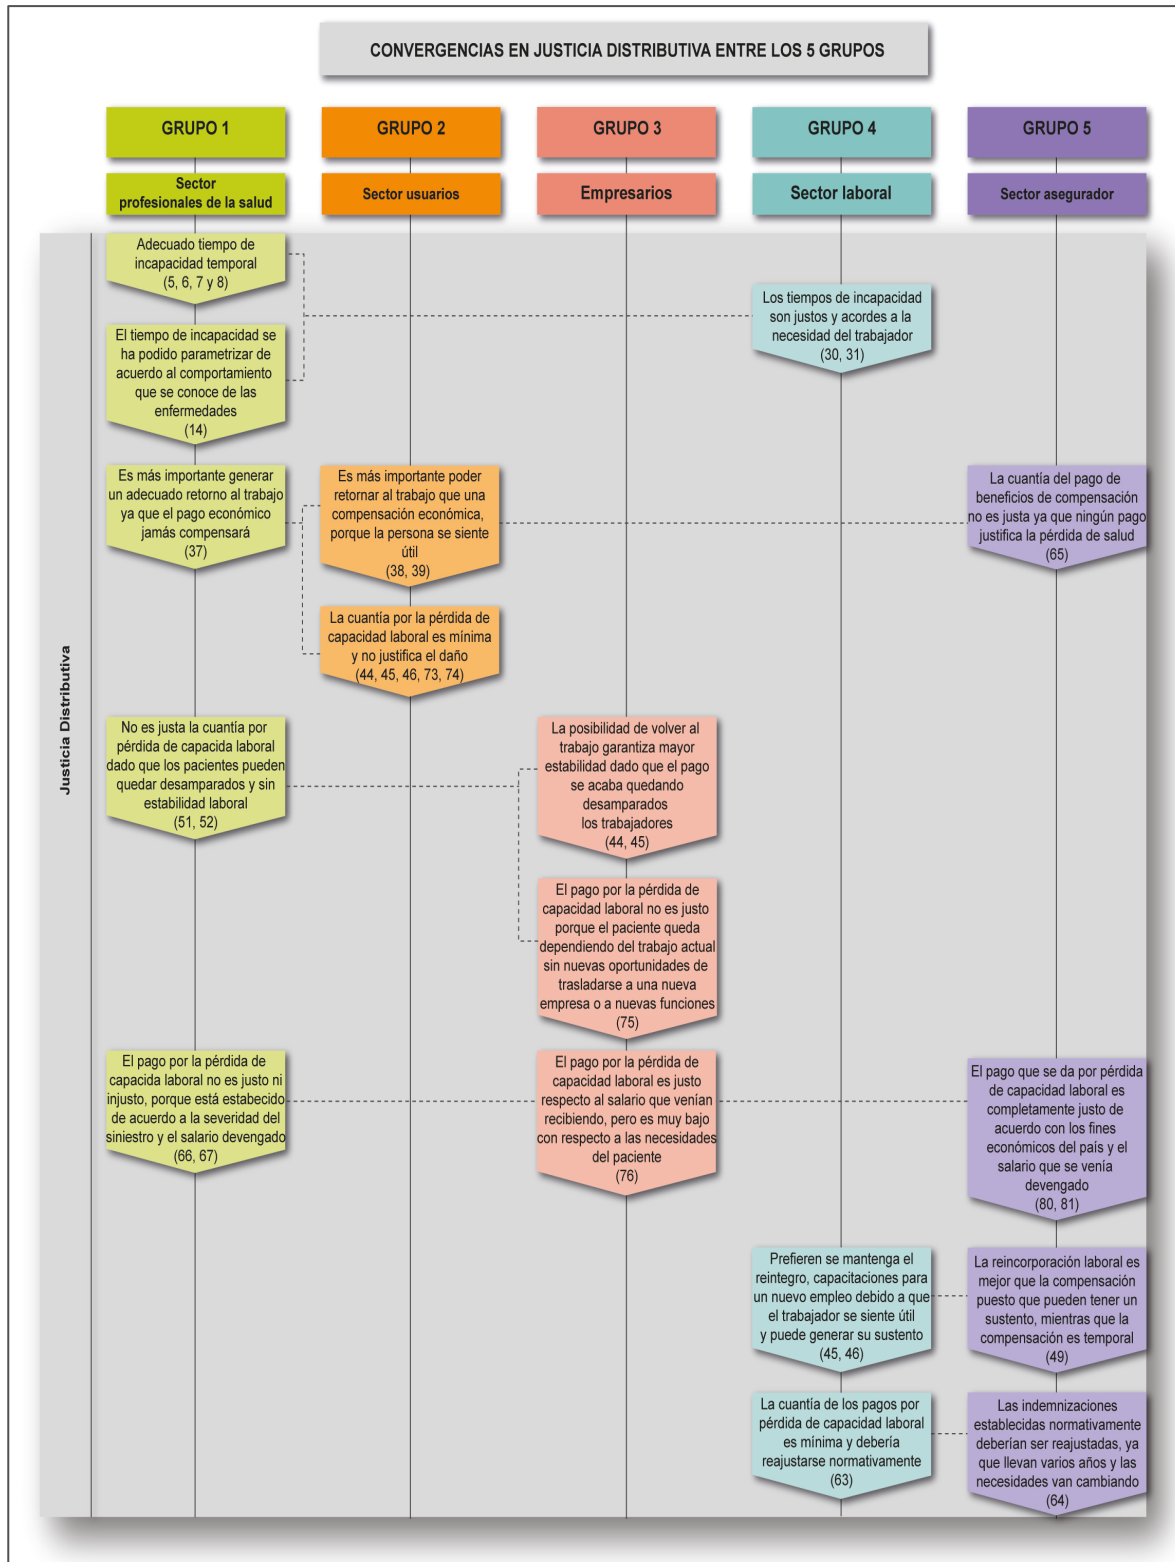 CONVERGENCIAS EN JUSTICIA DISTRIBUTIVA ENTRE LOS 5 GRUPOS
GRUPO 1
GRUPO 2
GRUPO 3
GRUPO 4
GRUPO 5
Sector
profesionales de la salud
Sector usuarios
Empresarios
Sector laboral
Sector asegurador
Justicia Distributiva
Adecuado tiempo de
incapacidad temporal
(5, 6, 7 y 8)
Los tiempos de incapacidad
son justos y acordes a la
necesidad del trabajador
(30, 31)
El tiempo de incapacidad se
ha podido parametrizar de
acuerdo al comportamiento
que se conoce de las
enfermedades
(14)
Es más importante generar
un adecuado retorno al trabajo
ya que el pago económico
jamás compensará
(37)
Es más importante poder
retornar al trabajo que una
compensación económica,
porque la persona se siente
útil
(38, 39)
La cuantía del pago de
beneficios de compensación
no es justa ya que ningún pago
justifica la pérdida de salud
(65)
La cuantía por la pérdida de
capacidad laboral es mínima
y no justifica el daño
(44, 45, 46, 73, 74)
No es justa la cuantía por
pérdida de capacida laboral
dado que los pacientes pueden
quedar desamparados y sin
estabilidad laboral
(51, 52)
La posibilidad de volver al
trabajo garantiza mayor
estabilidad dado que el pago
se acaba quedando
desamparados
los trabajadores
(44, 45)
El pago por la pérdida de
capacidad laboral no es justo
porque el paciente queda
dependiendo del trabajo actual
sin nuevas oportunidades de
trasladarse a una nueva
empresa o a nuevas funciones
(75)
El pago por la pérdida de
capacida laboral no es justo ni
injusto, porque está estabecido
de acuerdo a la severidad del
siniestro y el salario devengado
(66, 67)
El pago por la pérdida de
capacidad laboral es justo
respecto al salario que venían
recibiendo, pero es muy bajo
con respecto a las necesidades
del paciente
(76)
El pago que se da por pérdida
de capacidad laboral es
completamente justo de
acuerdo con los fines
económicos del país y el
salario que se venía
devengado
(80, 81)
Prefieren se mantenga el
reintegro, capacitaciones para
un nuevo empleo debido a que
el trabajador se siente útil
y puede generar su sustento
(45, 46)
La reincorporación laboral es
mejor que la compensación
puesto que pueden tener un
sustento, mientras que la
compensación es temporal
(49)
La cuantía de los pagos por
pérdida de capacidad laboral
es mínima y debería
reajustarse normativamente
(63)
Las indemnizaciones
establecidas normativamente
deberían ser reajustadas, ya
que llevan varios años y las
necesidades van cambiando
(64)